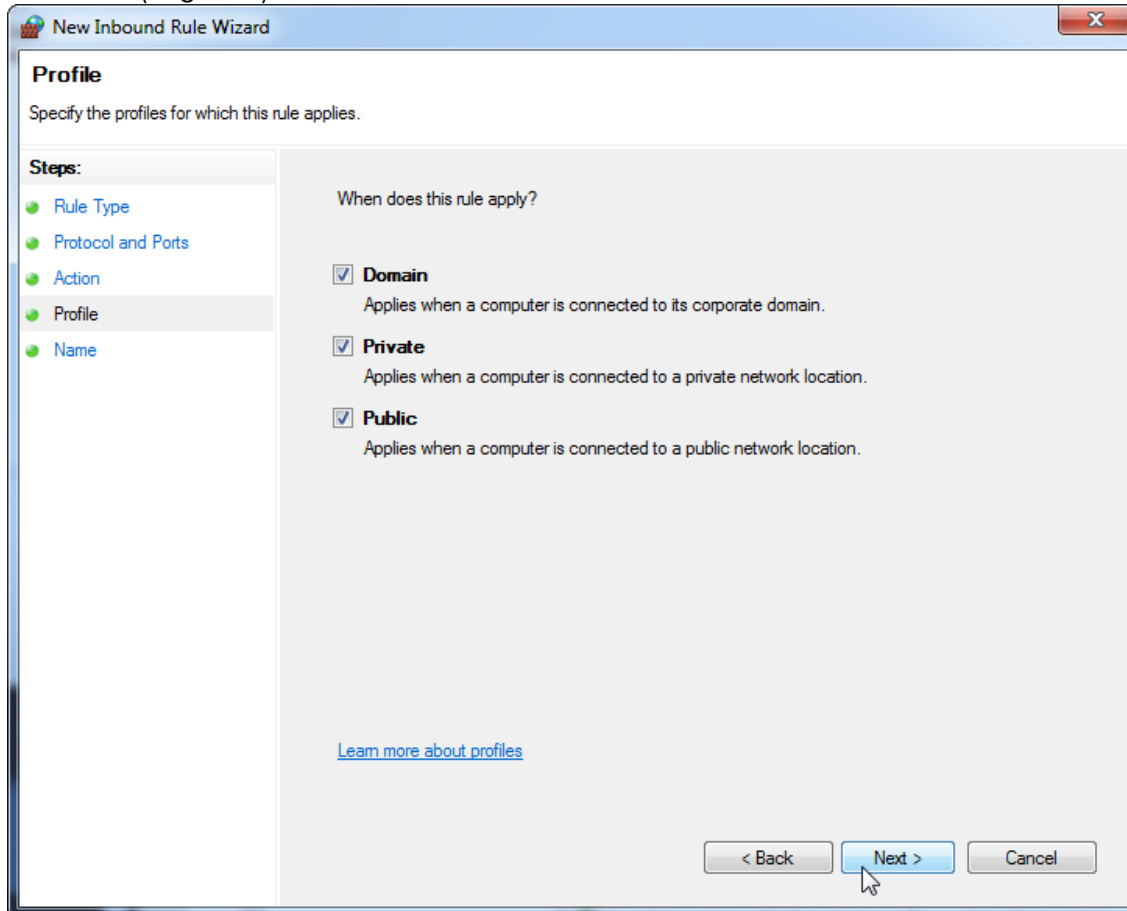 New Inbound Rule Wizard
Profile
Specify the profiles for which this rule applies.
Steps:
Rule Type
Protocol and Ports
Action
Profile
Name
When does this rule apply?
Domain
Applies when a computer is connected to its corporate domain.
Private
Applies when a computer is connected to a private network location.
Public
Applies when a computer is connected to a public network location.
Learn more about profiles
< Back
Next >
Cancel